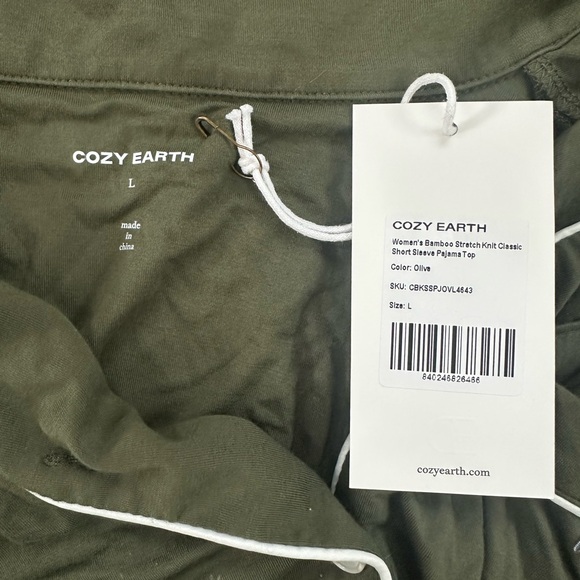 COZY EARTH
L
made
in
china
COZY EARTH
Women's Bamboo Stretch Knit Classic
Short Sleeve Pajama Top
Color: Olive
SKU: CBKSSPJOVL4643
Size: L
840246826466
cozyearth.com